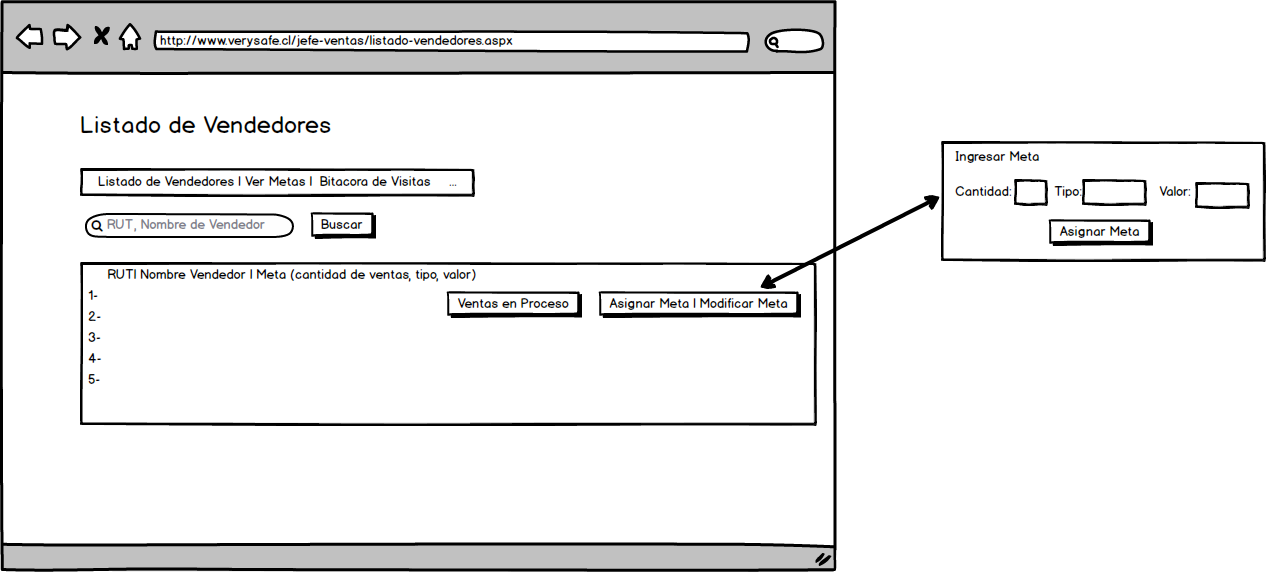 http://www.verysafe.cl/jefe-ventas/listado-vendedores.aspx
Listado de Vendedores
Listado de Vendedores | Ver Metas | Bitacora de Visitas ...
RUT, Nombre de Vendedor
Buscar
RUT| Nombre Vendedor | Meta (cantidad de ventas, tipo, valor)
1-
Ventas en Proceso
Asignar Meta | Modificar Meta
2-
3-
4-
5-
Ingresar Meta
Cantidad: Tipo: Valor:
Asignar Meta